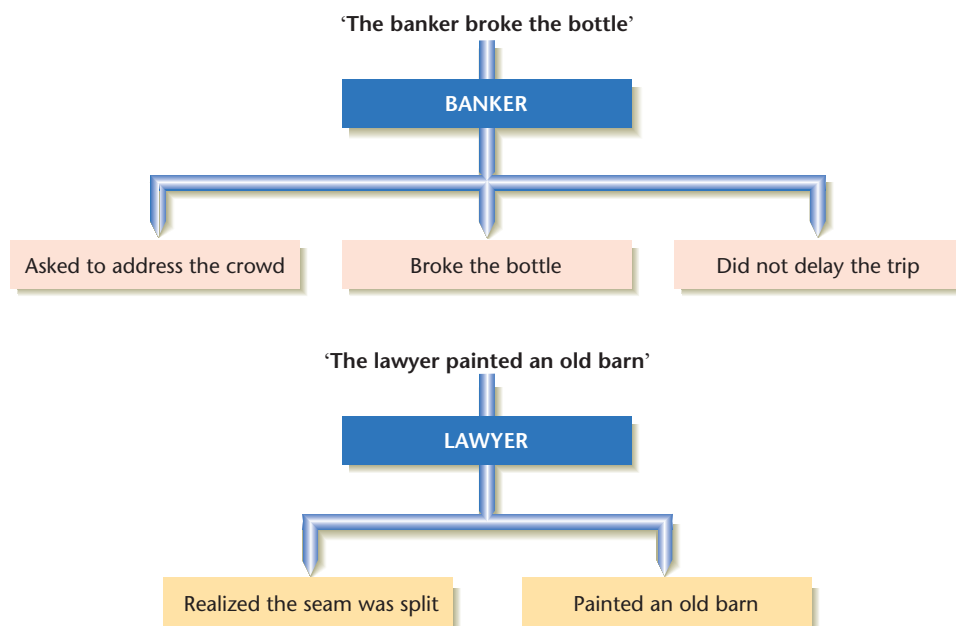 ‘The banker broke the bottle’
BANKER
Asked to address the crowd
Broke the bottle
Did not delay the trip
‘The lawyer painted an old barn’
LAWYER
Realized the seam was split
Painted an old barn